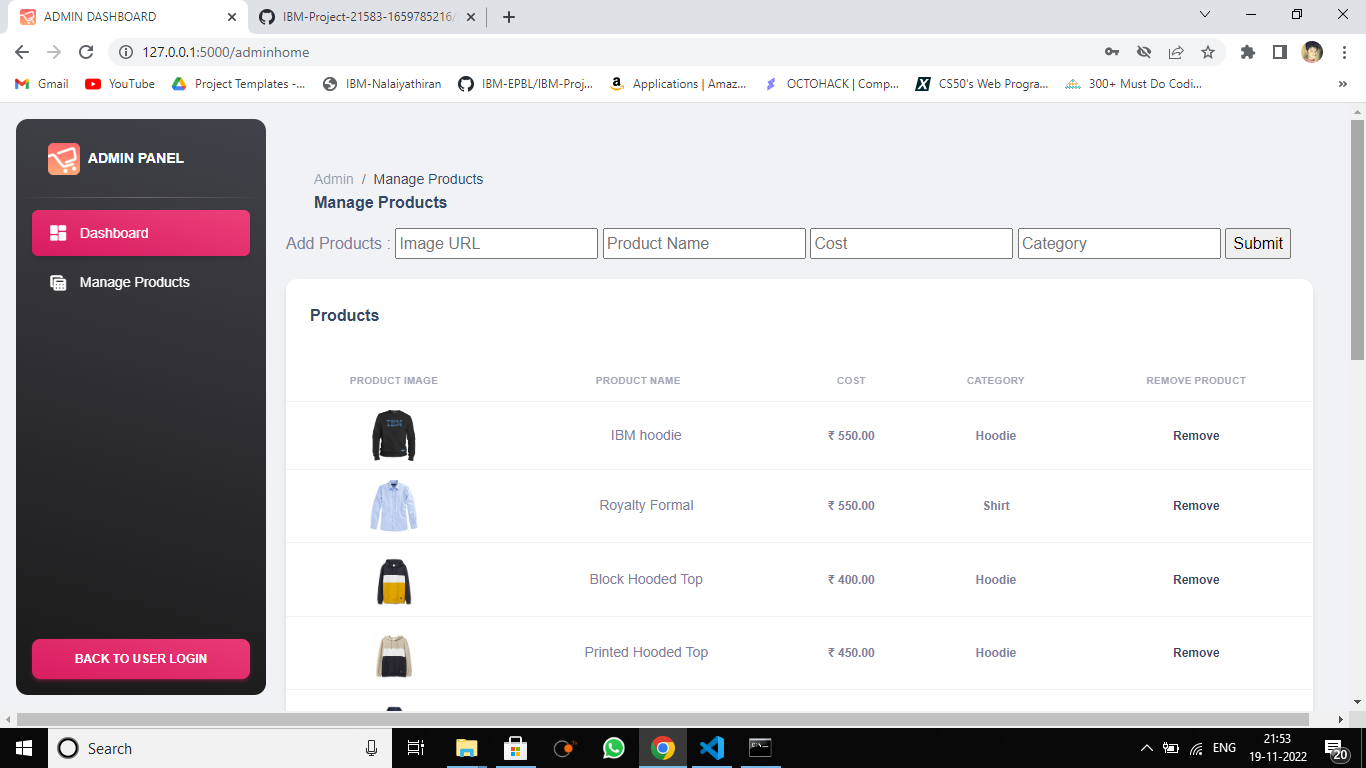 ADMIN DASHBOARD
IBM-Project-21583-1659785216/
127.0.0.1:5000/adminhome
Gmail YouTube Project Templates -... IBM-Nalaiyathiran IBM-EPBL/IBM-Proj... Applications | Amaz... OCTOHACK | Comp... CS50's Web Progra... 300+ Must Do Codi... »
ADMIN PANEL
Dashboard
Manage Products
BACK TO USER LOGIN
Admin / Manage Products
Manage Products
Add Products : Image URL Product Name Cost Category Submit
Products
PRODUCT IMAGE PRODUCT NAME COST CATEGORY REMOVE PRODUCT
IBM hoodie ₹ 550.00 Hoodie Remove
Royalty Formal ₹ 550.00 Shirt Remove
Block Hooded Top ₹ 400.00 Hoodie Remove
Printed Hooded Top ₹ 450.00 Hoodie Remove
Search
ENG
21:53
19-11-2022
20